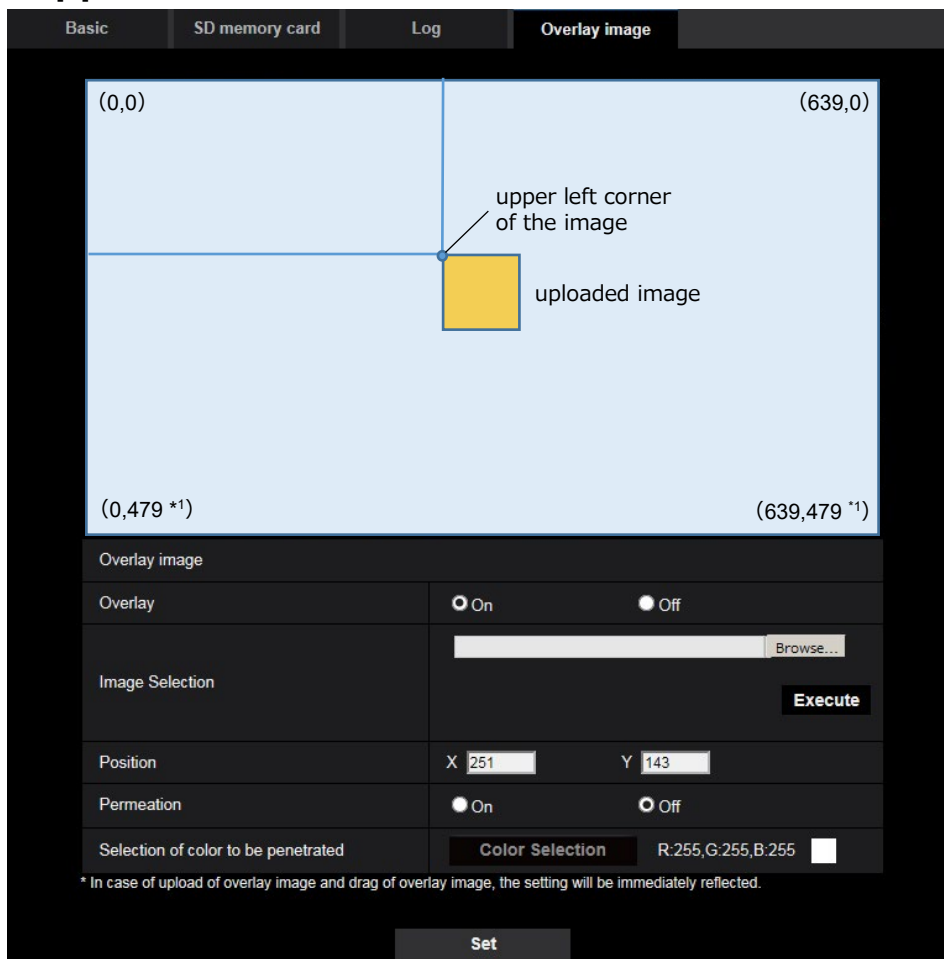 Basic SD memory card Log Overlay image
(0,0) (639,0)
upper left corner
of the image
uploaded image
(0,479 *1) (639,479 *1)
Overlay image
Overlay On Off
Browse...
Image Selection
Execute
Position X 251 Y 143
Permeation On Off
Selection of color to be penetrated Color Selection R:255,G:255,B:255
* In case of upload of overlay image and drag of overlay image, the setting will be immediately reflected.
Set